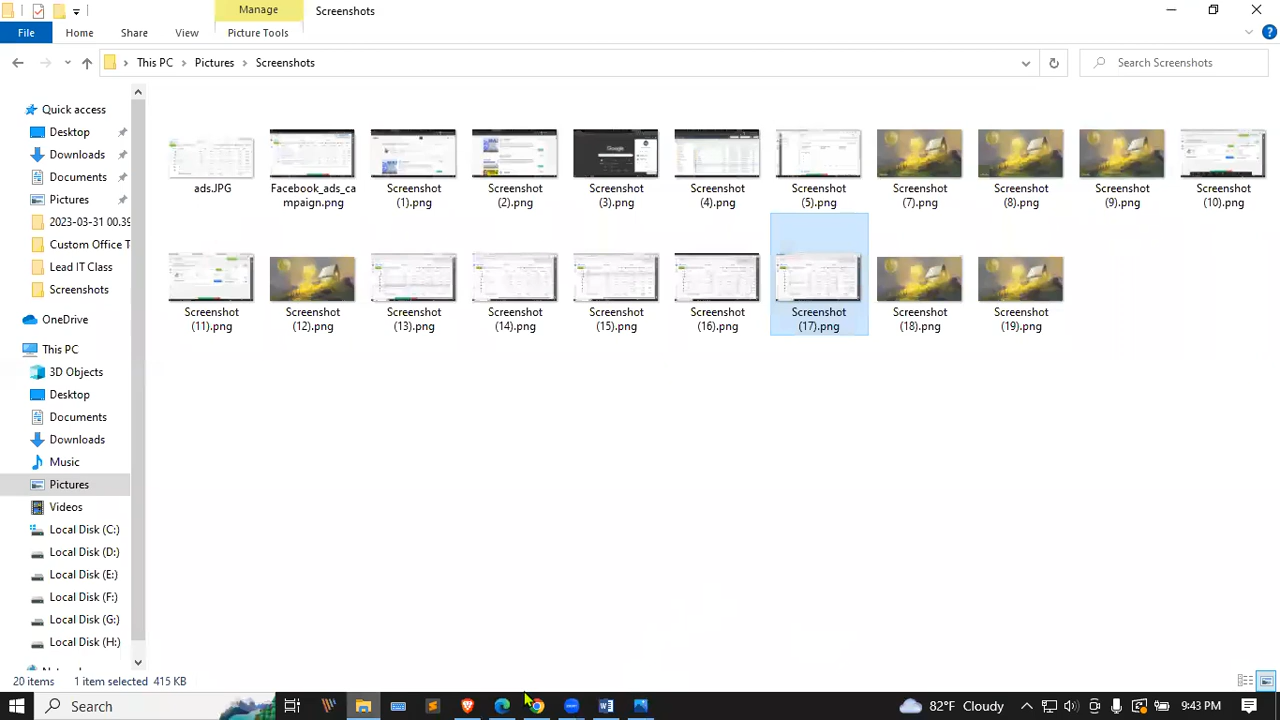 Manage
Screenshots
File
Home
Share
View
Picture Tools
This PC
Pictures
Screenshots
Search Screenshots
Quick access
Desktop
Downloads
Documents
Pictures
2023-03-31 00.39
Custom Office T
Lead IT Class
Screenshots
OneDrive
This PC
3D Objects
Desktop
Documents
Downloads
Music
Pictures
Videos
Local Disk (C:)
Local Disk (D:)
Local Disk (E:)
Local Disk (F:)
Local Disk (G:)
Local Disk (H:)
ads.JPG
Facebook_ads_ca
mpaign.png
Screenshot
(1).png
Screenshot
(2).png
Screenshot
(3).png
Screenshot
(4).png
Screenshot
(5).png
Screenshot
(7).png
Screenshot
(8).png
Screenshot
(9).png
Screenshot
(10).png
Screenshot
(11).png
Screenshot
(12).png
Screenshot
(13).png
Screenshot
(14).png
Screenshot
(15).png
Screenshot
(16).png
Screenshot
(17).png
Screenshot
(18).png
Screenshot
(19).png
20 items
1 item selected 415 KB
Search
82°F Cloudy
9:43 PM